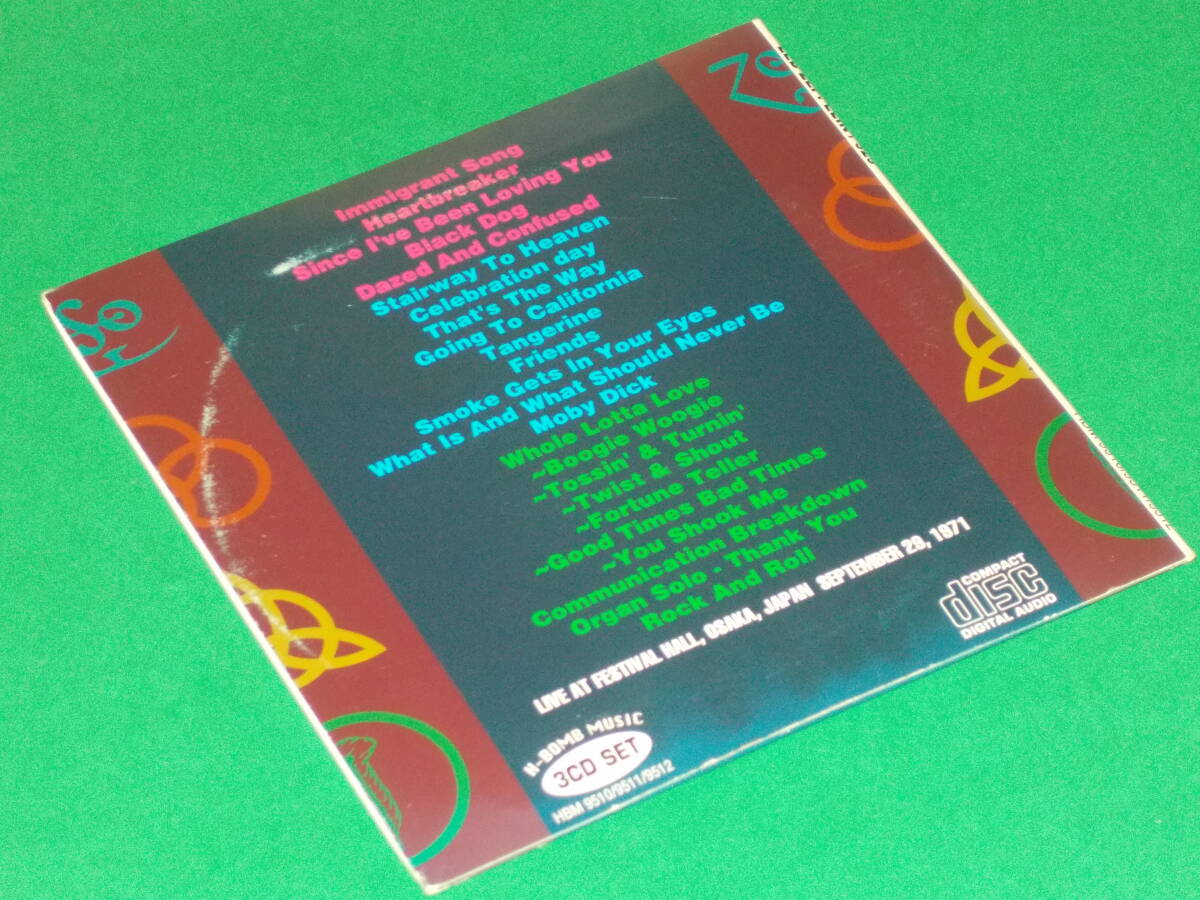 Immigrant Song
Heartbreaker
Since I've Been Loving You
Black Dog
Dazed And Confused
Stairway To Heaven
Celebration day
That's The Way
Going To California
Tangerine
Friends
Smoke Gets In Your Eyes
What Is And What Should Never Be
Moby Dick
Whole Lotta Love
~Boogie Woogie
~Tossin' & Turnin'
~Twist & Shout
~Fortune Teller
~Good Times Bad Times
~You Shook Me
Communication Breakdown
Organ Solo - Thank You
Rock And Roll
LIVE AT FESTIVAL HALL, OSAKA, JAPAN SEPTEMBER 29, 1971
COMPACT
disc
DIGITAL AUDIO
H-BOMB MUSIC
3CD SET
HBM 9510/9511/9512